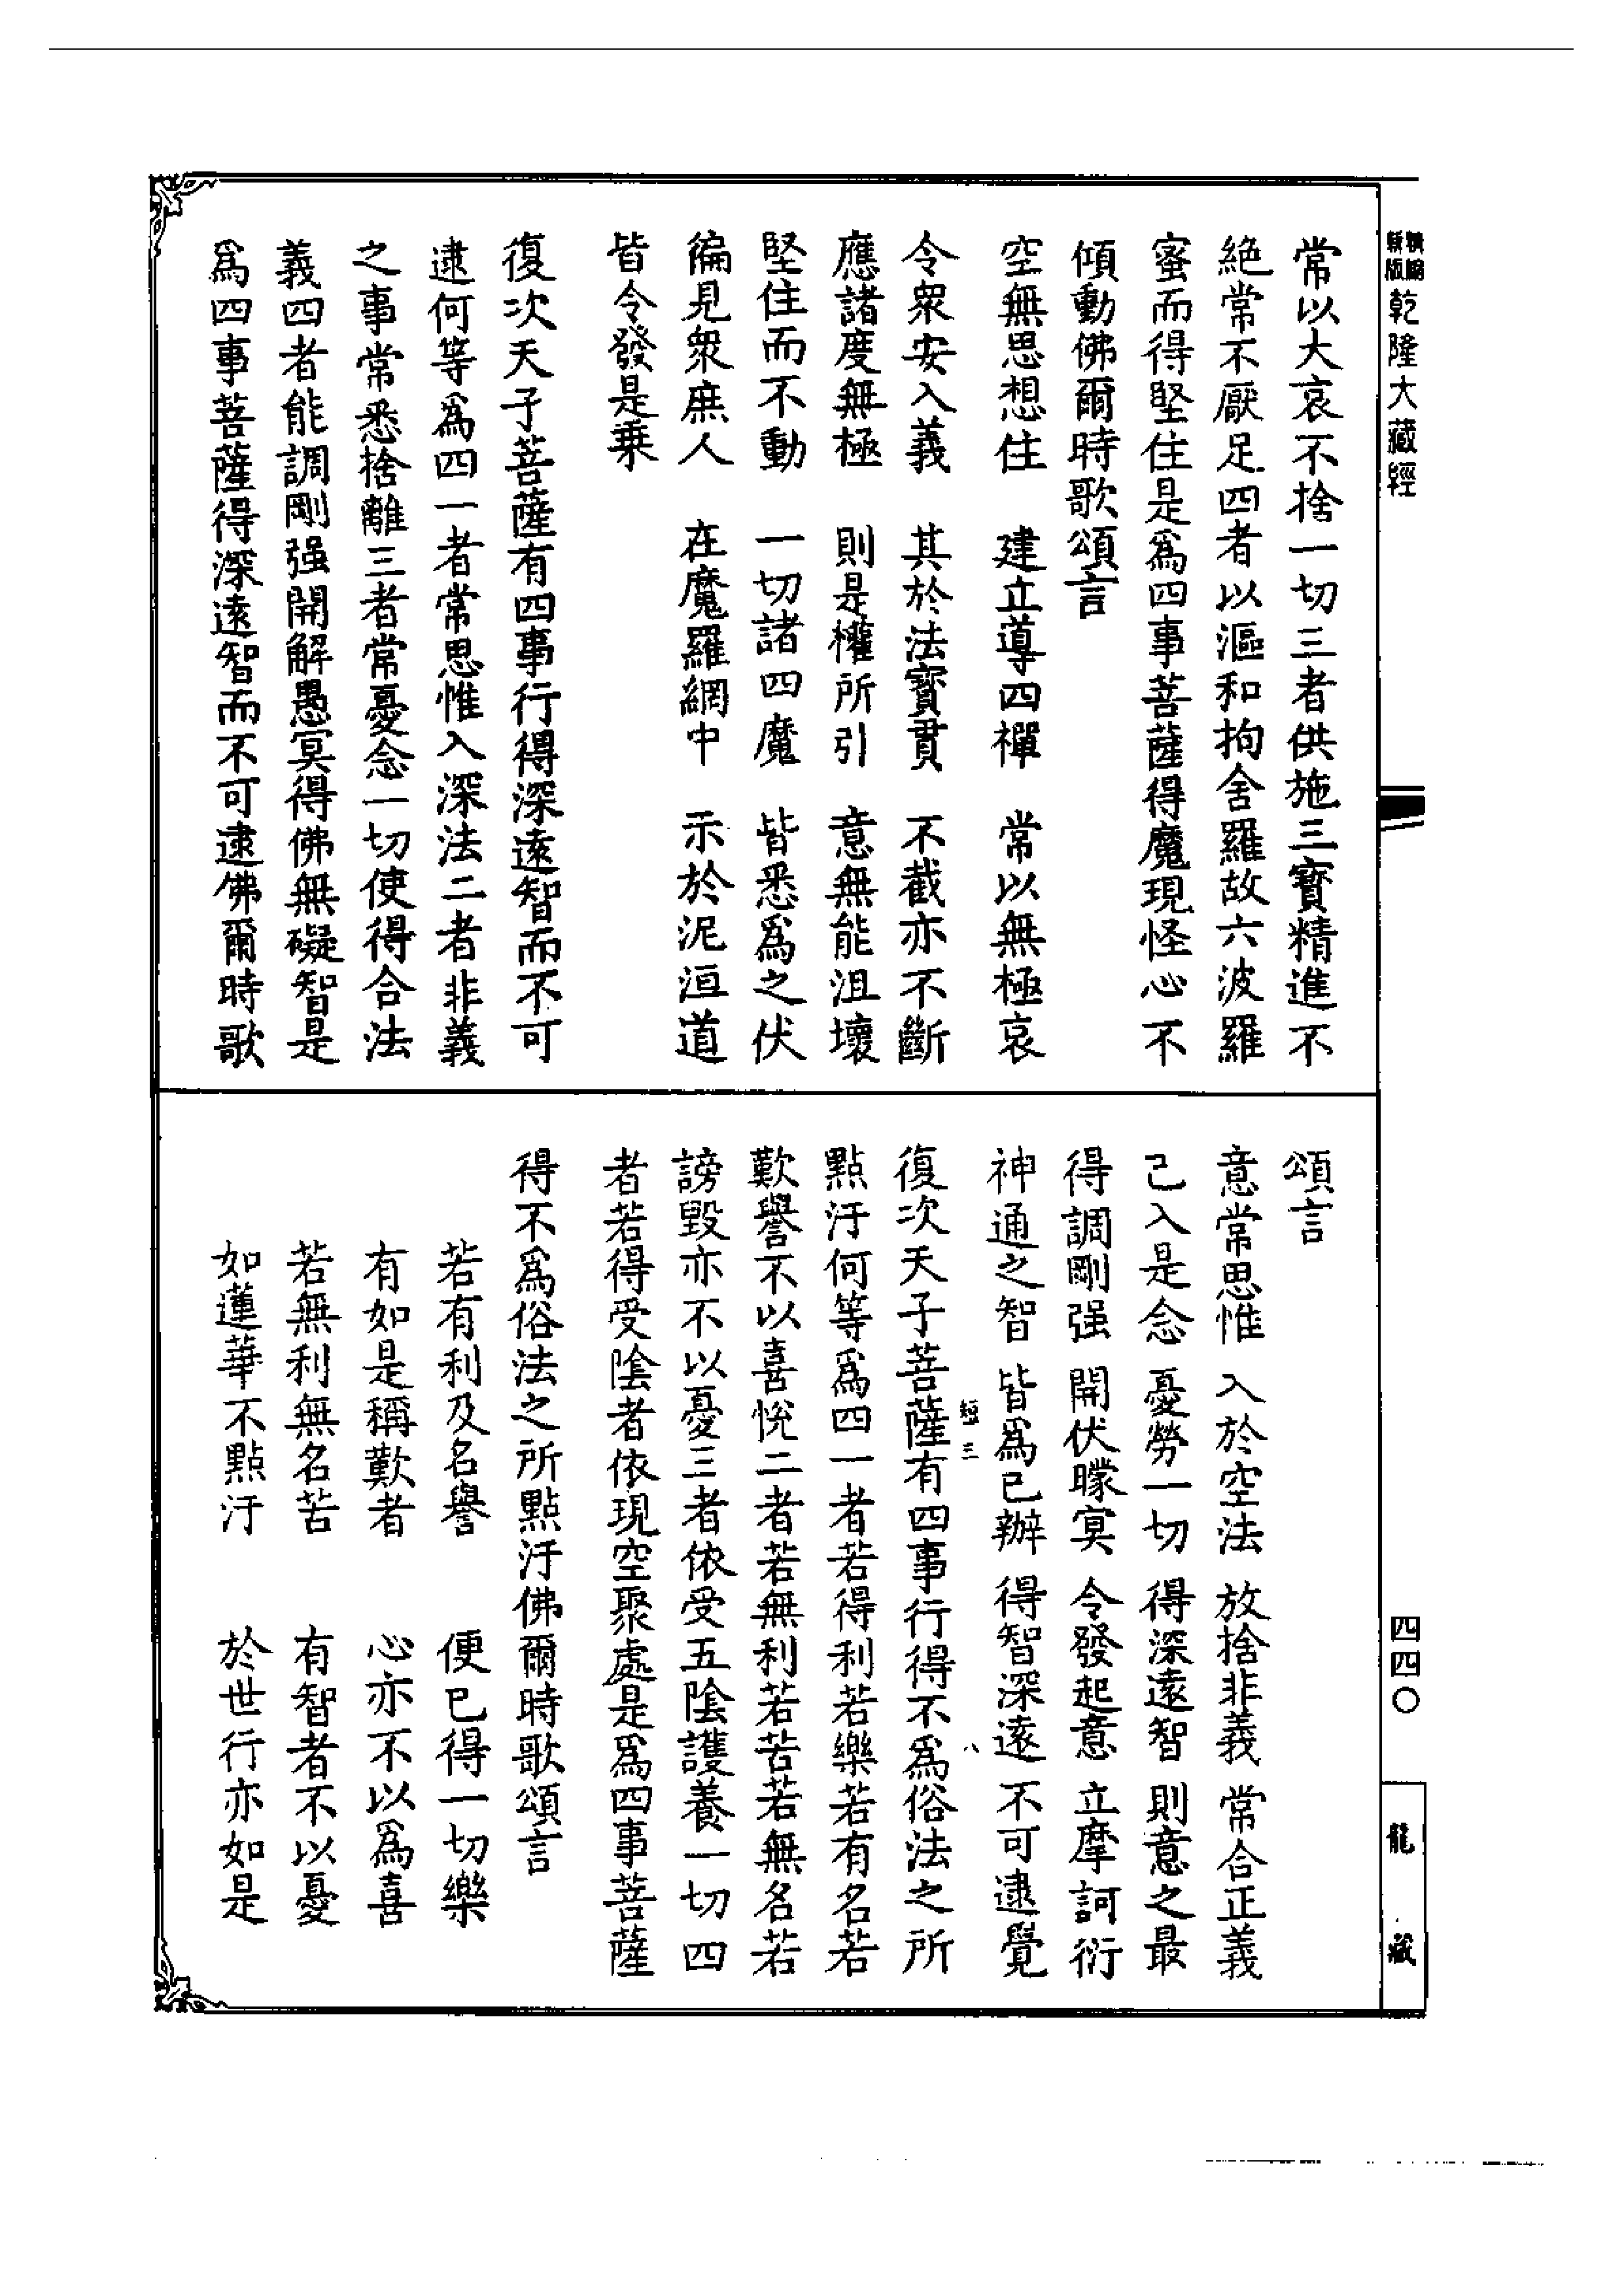 精縮新版乾隆大藏經
常以大哀不捨一切三者供施三寶精進不
絕常不厭足四者以漚和拘舍羅故六波羅
蜜而得堅住是爲四事菩薩得魔現怪心不
傾動佛爾時歌頌言
空無思想住　建立導四禪　常以無極哀
令衆安入義　其於法寶貫　不截亦不斷
應諸度無極　則是權所引　意無能沮壞
堅住而不動　一切諸四魔　皆悉爲之伏
徧見衆庶人　在魔羅網中　示於泥洹道
皆令發是乘
復次天子菩薩有四事行得深遠智而不可
逮何等爲四一者常思惟入深法二者非義
之事常悉捨離三者常憂念一切使得合法
義四者能調剛强開解愚冥得佛無礙智是
爲四事菩薩得深遠智而不可逮佛爾時歌
頌言
意常思惟　入於空法　放捨非義　常合正義
已入是念　憂勞一切　得深遠智　則意之最
得調剛强　開伏矇冥　令發起意　立摩訶衍
神通之智　皆爲已辦　得智深遠　不可逮覺
復次天子菩薩有四事行得不爲俗法之所
點汙何等爲四一者若得利若樂若有名若
歎譽不以喜悅二者若無利若苦若無名若
謗毀亦不以憂三者依受五陰護養一切四
者若得受陰者依現空聚處是爲四事菩薩
得不爲俗法之所點汙佛爾時歌頌言
若有利及名譽　便已得一切樂
有如是稱歎者　心亦不以爲喜
若無利無名苦　有智者不以憂
如蓮華不點汙　於世行亦如是
三
八
四四〇
龍藏